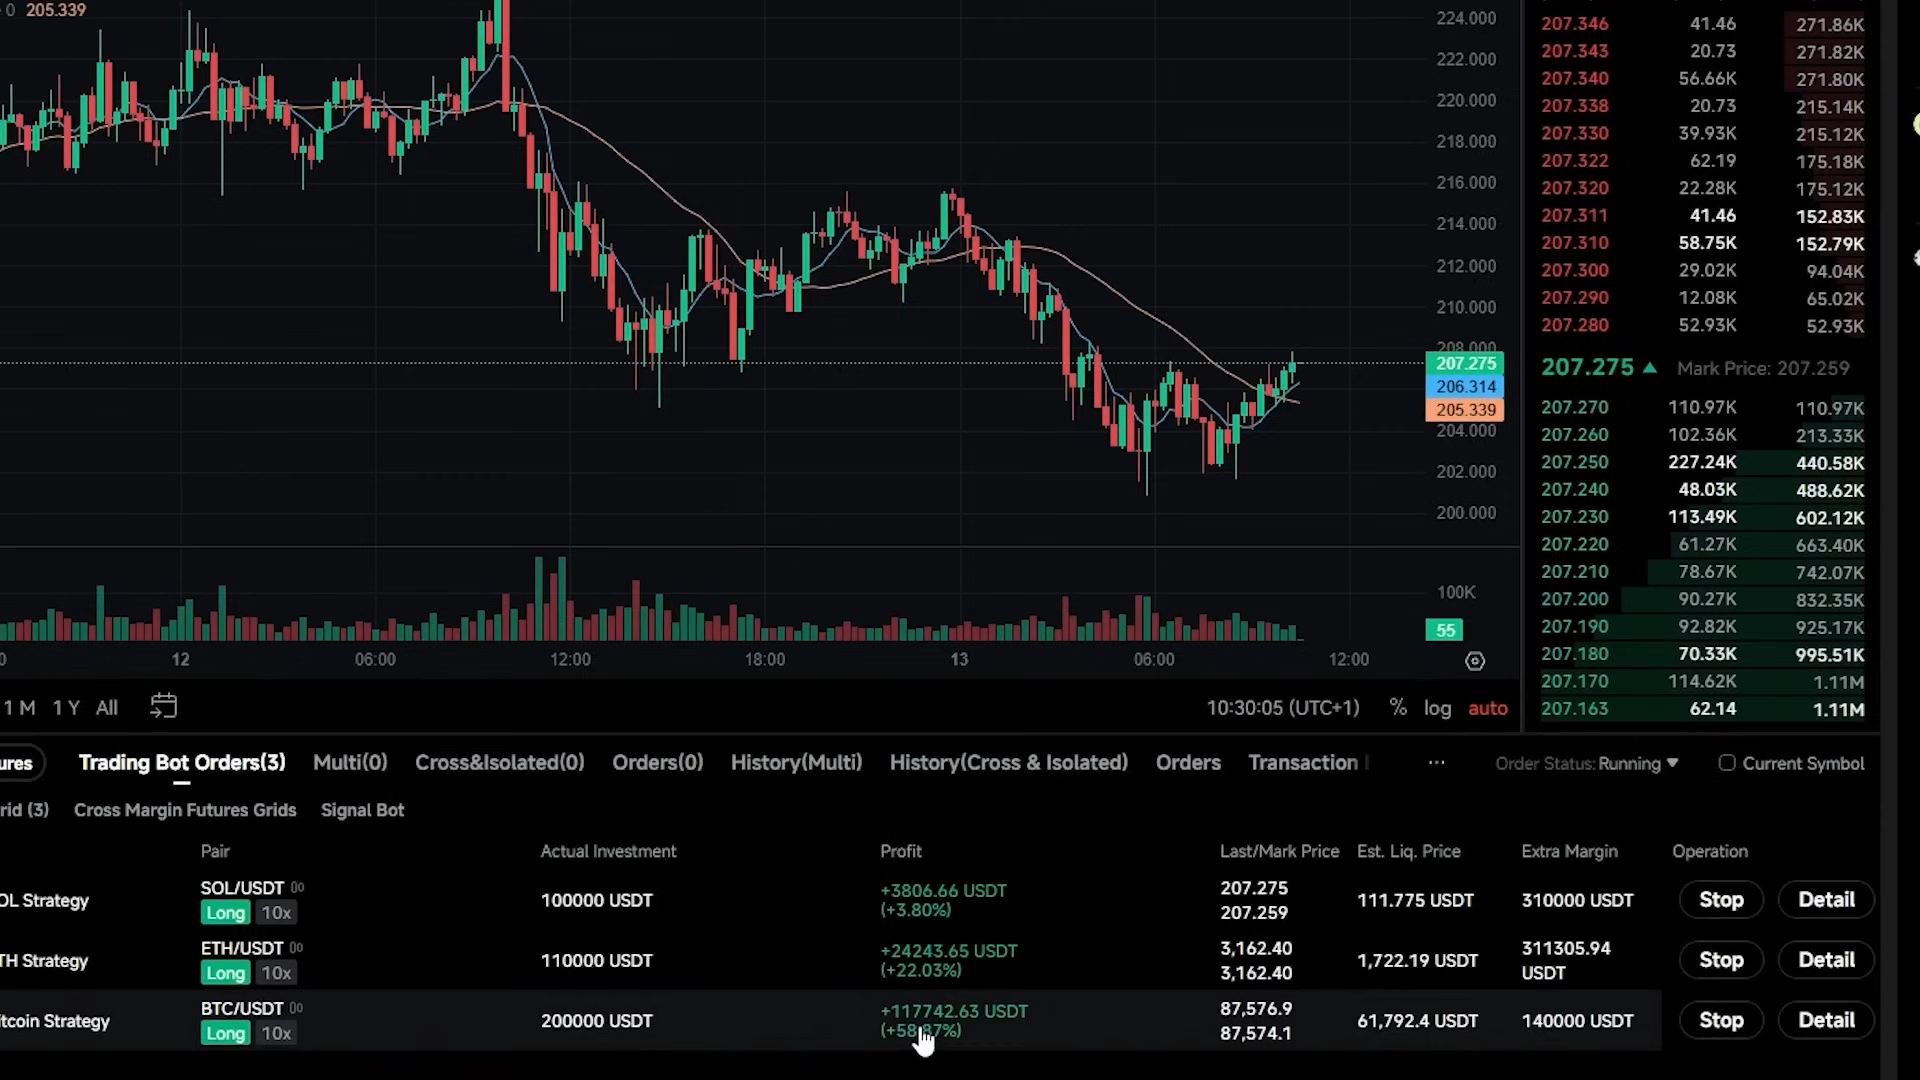 0 205.339
224.000
222.000
220.000
218.000
216.000
214.000
212.000
210.000
208.000
207.275
206.314
205.339
204.000
202.000
200.000
100K
55
12 06:00 12:00 18:00 13 06:00 12:00
1 M 1 Y All
10:30:05 (UTC+1) % log auto
207.346 41.46 271.86K
207.343 20.73 271.82K
207.340 56.66K 271.80K
207.338 20.73 215.14K
207.330 39.93K 215.12K
207.322 62.19 175.18K
207.320 22.28K 175.12K
207.311 41.46 152.83K
207.310 58.75K 152.79K
207.300 29.02K 94.04K
207.290 12.08K 65.02K
207.280 52.93K 52.93K
207.275 Mark Price: 207.259
207.270 110.97K 110.97K
207.260 102.36K 213.33K
207.250 227.24K 440.58K
207.240 48.03K 488.62K
207.230 113.49K 602.12K
207.220 61.27K 663.40K
207.210 78.67K 742.07K
207.200 90.27K 832.35K
207.190 92.82K 925.17K
207.180 70.33K 995.51K
207.170 114.62K 1.11M
207.163 62.14 1.11M
ures Trading Bot Orders(3) Multi(0) Cross&Isolated(0) Orders(0) History(Multi) History(Cross & Isolated) Orders Transaction ... Order Status: Running Current Symbol
rid (3) Cross Margin Futures Grids Signal Bot
Pair Actual Investment Profit Last/Mark Price Est. Liq. Price Extra Margin Operation
OL Strategy SOL/USDT Long 10x 100000 USDT +3806.66 USDT (+3.80%) 207.275 207.259 111.775 USDT 310000 USDT Stop Detail
TH Strategy ETH/USDT Long 10x 110000 USDT +24243.65 USDT (+22.03%) 3,162.40 3,162.40 1,722.19 USDT 311305.94 USDT Stop Detail
itcoin Strategy BTC/USDT Long 10x 200000 USDT +117742.63 USDT (+58.87%) 87,576.9 87,574.1 61,792.4 USDT 140000 USDT Stop Detail